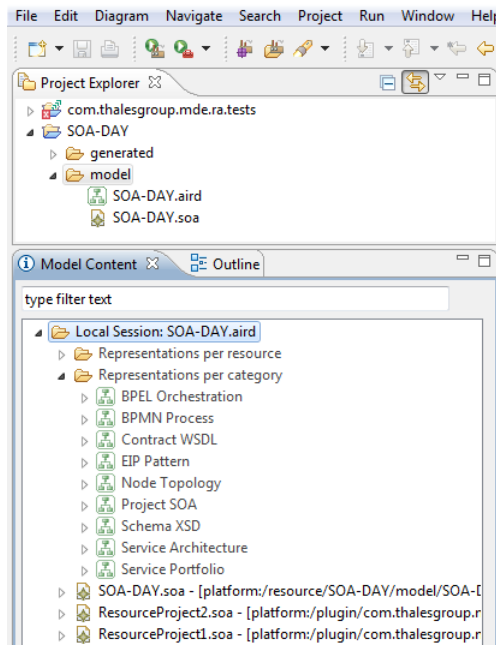 File Edit Diagram Navigate Search Project Run Window Help
Project Explorer
com.thalesgroup.mde.ra.tests
SOA-DAY
generated
model
SOA-DAY.aird
SOA-DAY.soa
Model Content Outline
type filter text
Local Session: SOA-DAY.aird
Representations per resource
Representations per category
BPEL Orchestration
BPMN Process
Contract WSDL
EIP Pattern
Node Topology
Project SOA
Schema XSD
Service Architecture
Service Portfolio
SOA-DAY.soa - [platform:/resource/SOA-DAY/model/SOA-D
ResourceProject2.soa - [platform:/plugin/com.thalesgroup.r
ResourceProject1.soa - [platform:/plugin/com.thalesgroup.r